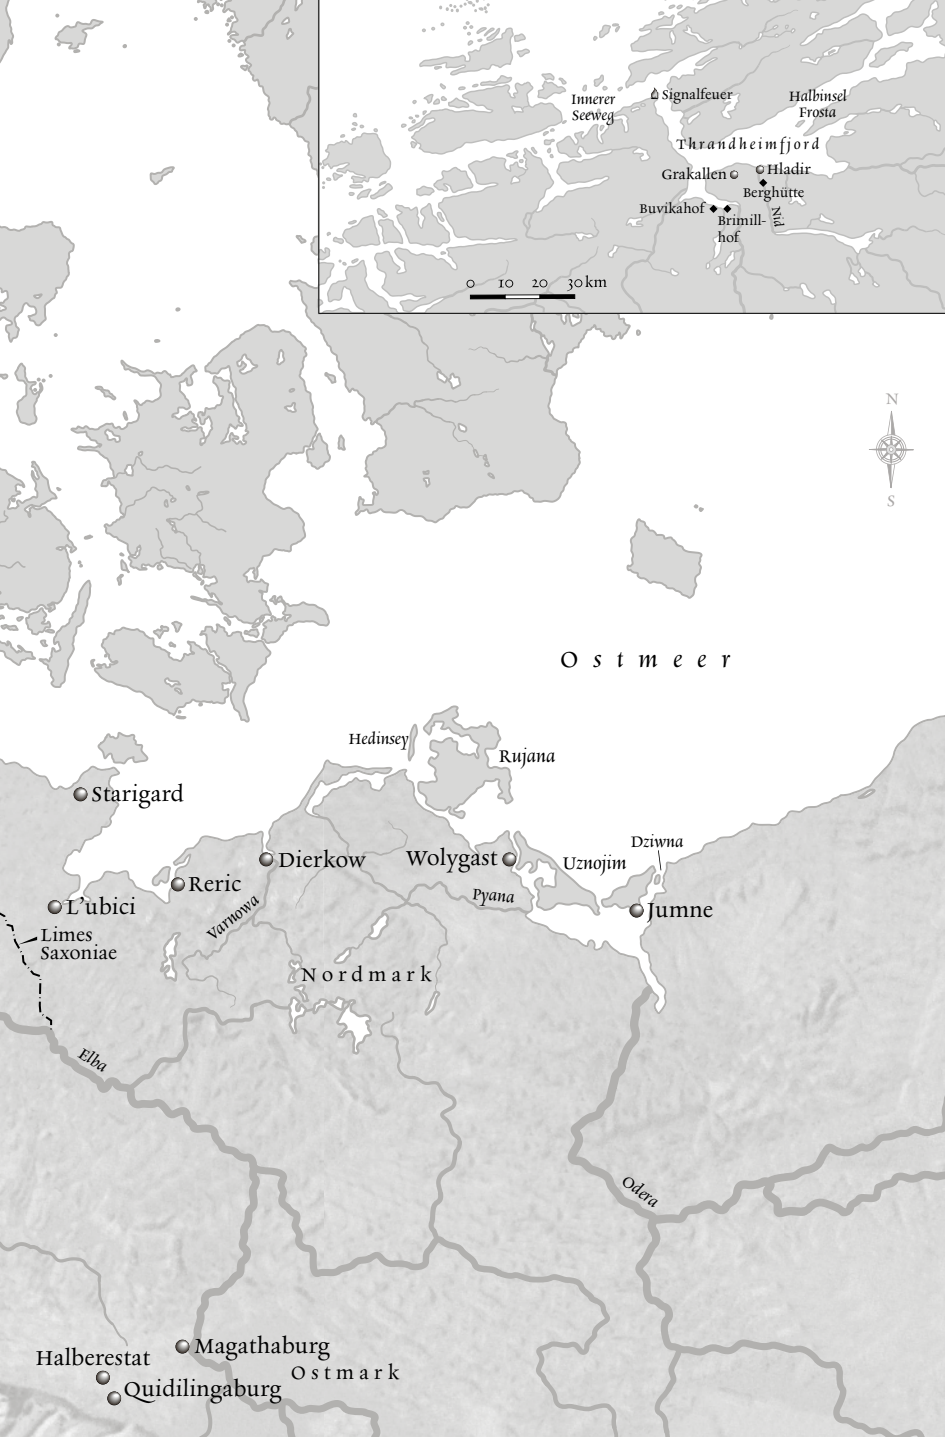 Innerer
Seeweg
Signalfeuer
Halbinsel
Frosta
Thrandheimfjord
Grakallen
Hladir
Berghütte
Buvikahof
Brimill-
hof
Nid
0 10 20 30 km
N
S
Ostmeer
Hedinsey
Rujana
Starigard
Dziwna
Dierkow
Wolygast
Uznojim
Reric
Pyana
L'ubici
Varnowa
Jumne
Limes
Saxoniae
Nordmark
Elba
Odera
Magathaburg
Halberestat
Ostmark
Quidilingaburg